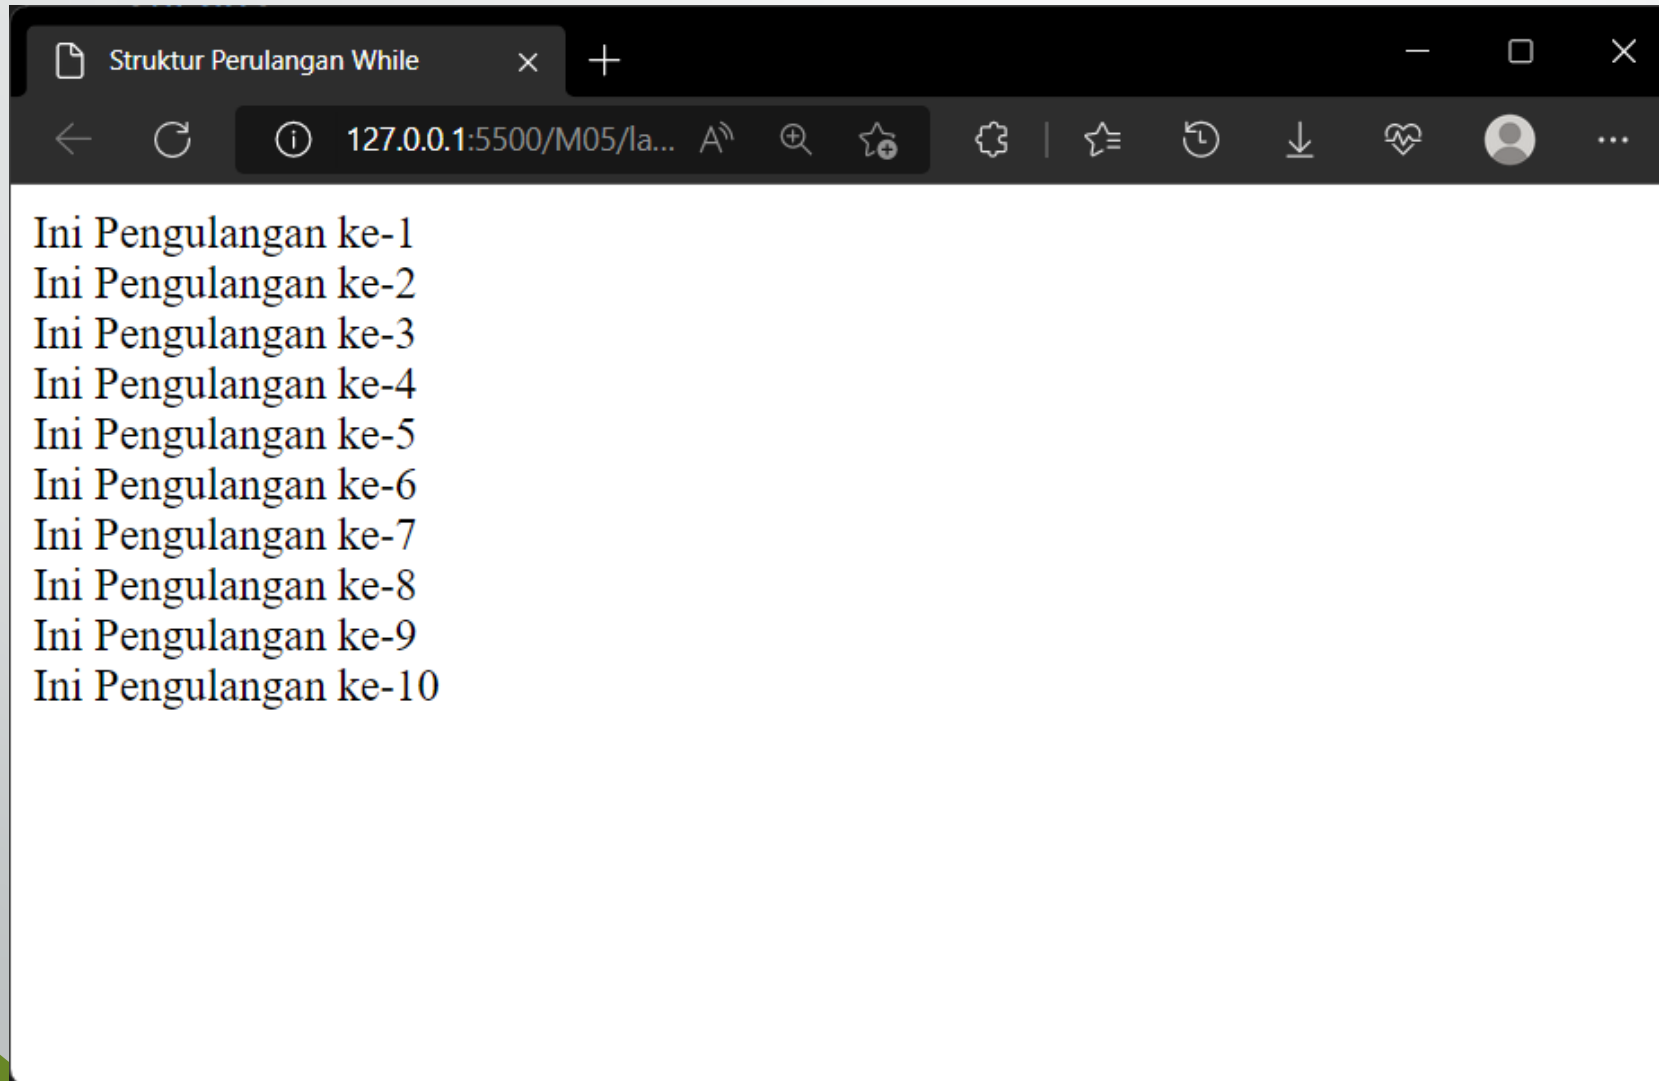 Struktur Perulangan While
127.0.0.1:5500/M05/la...
Ini Pengulangan ke-1
Ini Pengulangan ke-2
Ini Pengulangan ke-3
Ini Pengulangan ke-4
Ini Pengulangan ke-5
Ini Pengulangan ke-6
Ini Pengulangan ke-7
Ini Pengulangan ke-8
Ini Pengulangan ke-9
Ini Pengulangan ke-10